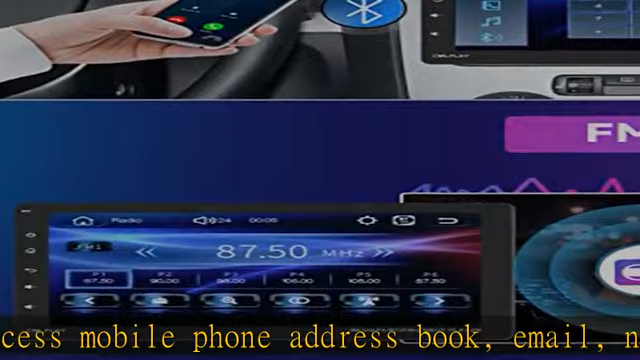 FM
Radio 24 00:05
FM1 87.50 MHz
P1 P2 P3 P4 P5 P6
87.50 90.00 98.00 106.00 108.00 87.50
cess mobile phone address book, email, n